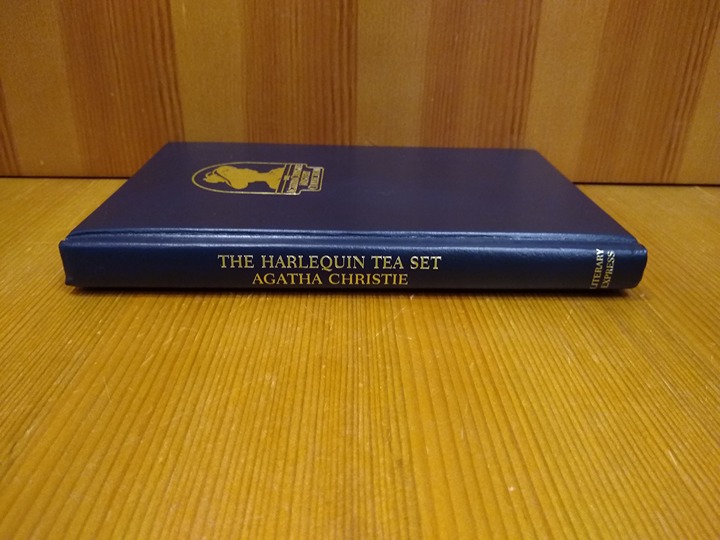 THE HARLEQUIN TEA SET
AGATHA CHRISTIE
LITERARY
EXPRESS